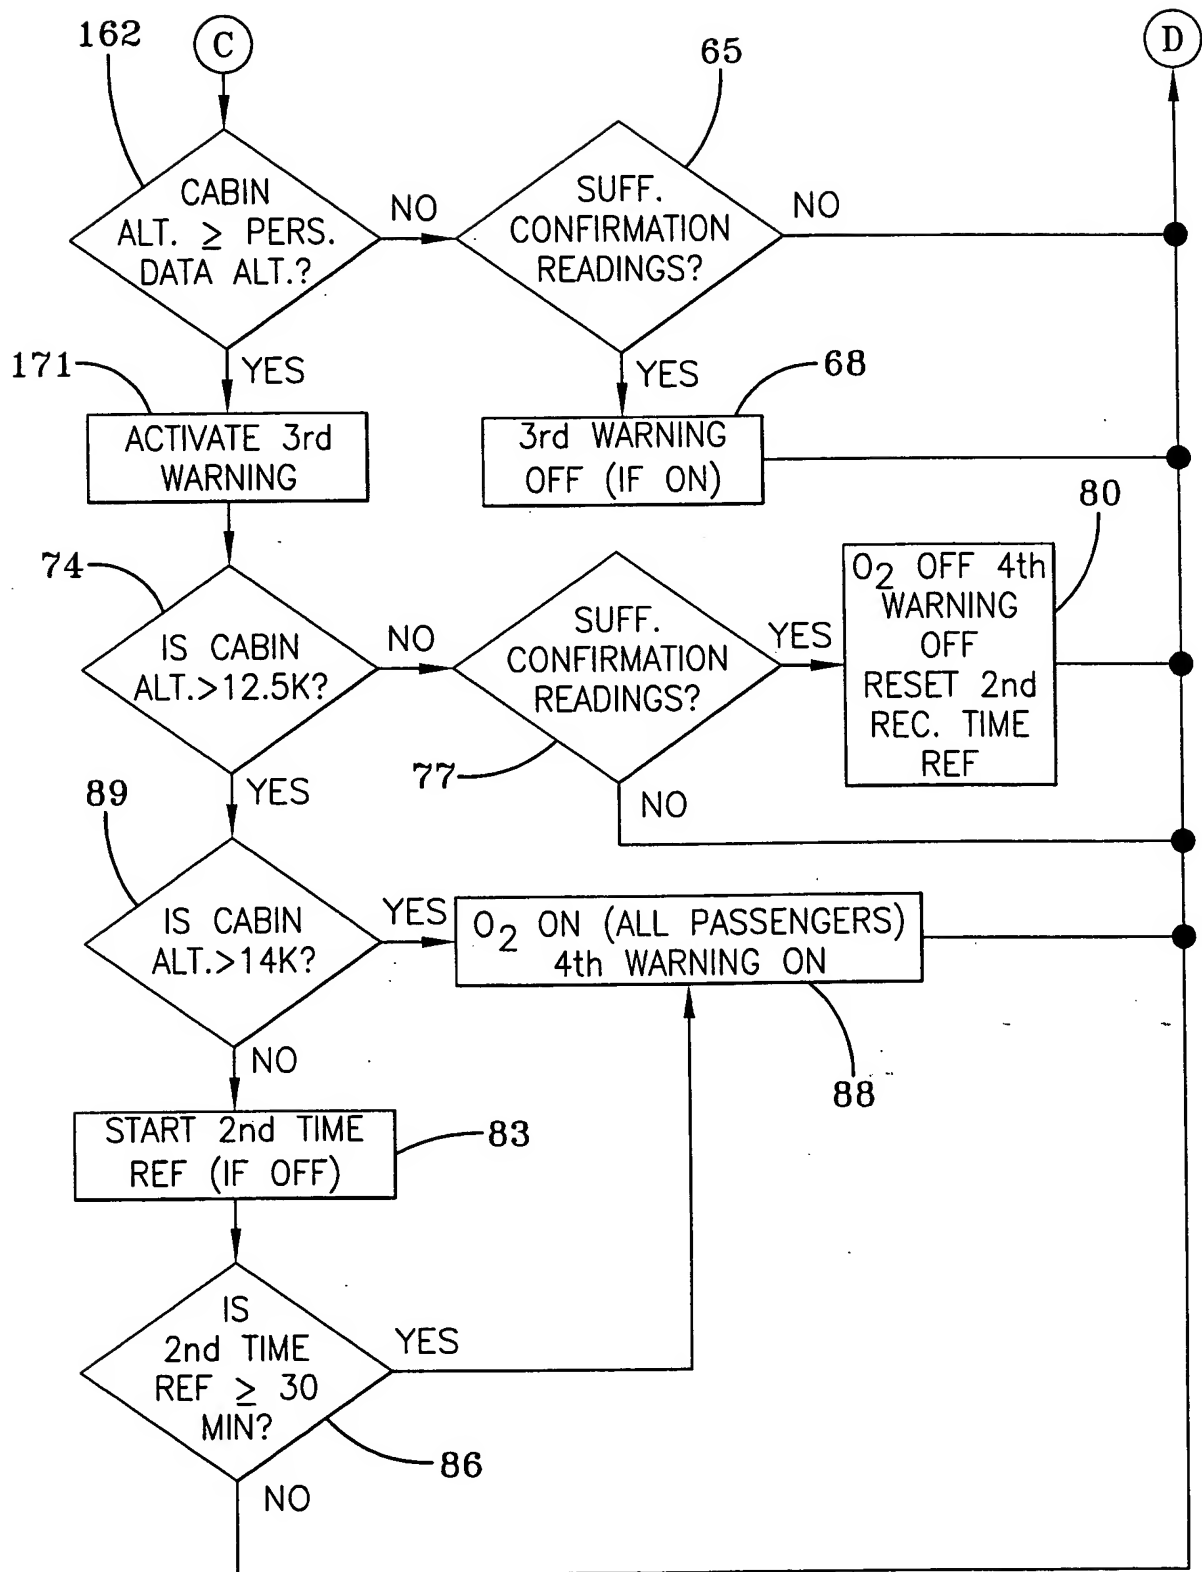 162
C
65
D
CABIN
ALT. ≥ PERS.
DATA ALT.?
NO
SUFF.
CONFIRMATION
READINGS?
NO
171
YES
YES
68
ACTIVATE 3rd
WARNING
3rd WARNING
OFF (IF ON)
80
74
IS CABIN
ALT.>12.5K?
NO
SUFF.
CONFIRMATION
READINGS?
YES
O2 OFF 4th
WARNING
OFF
RESET 2nd
REC. TIME
REF
77
NO
89
YES
IS CABIN
ALT.>14K?
YES
O2 ON (ALL PASSENGERS)
4th WARNING ON
88
NO
START 2nd TIME
REF (IF OFF)
83
IS
2nd TIME
REF ≥ 30
MIN?
YES
86
NO